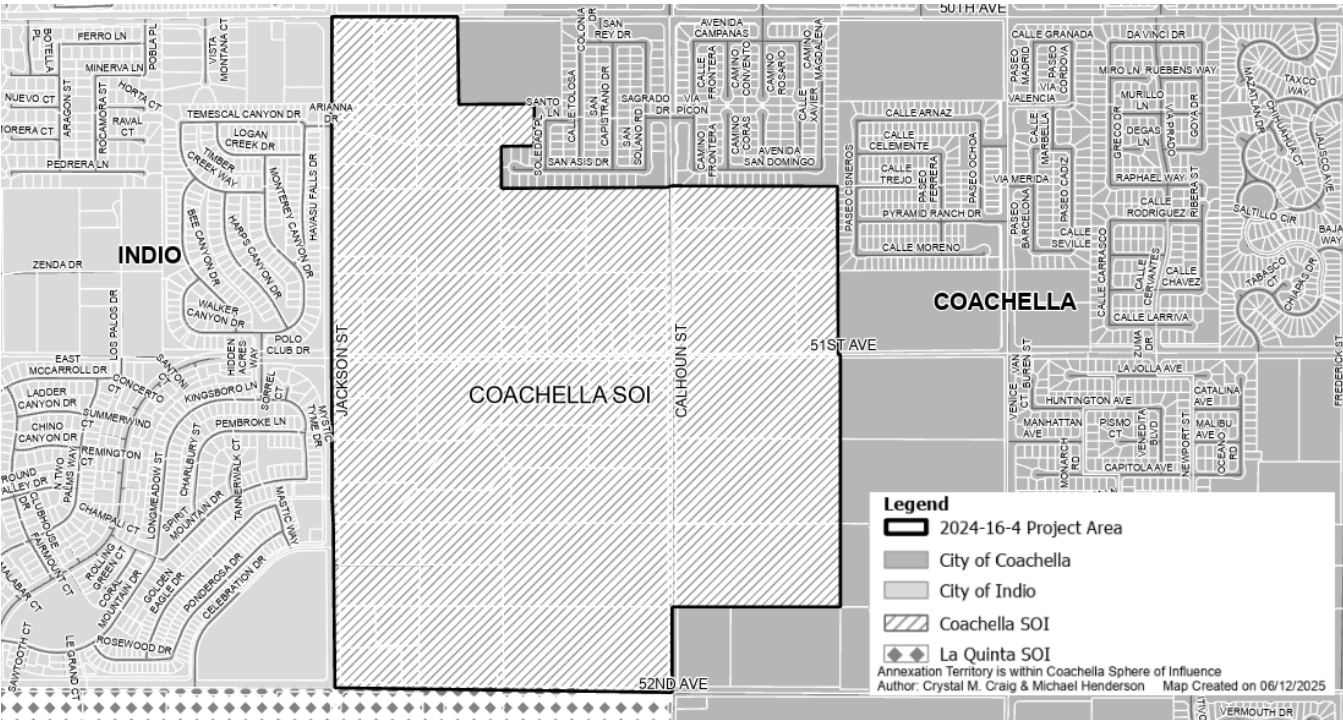 50TH AVE
BOTELLA PL
FERRO LN
POBLA PL
VISTA MONTANA CT
MINERVA LN
HORTA CT
NUEVO CT
ARAGON ST
ROCAMORA ST
RAVAL CT
MORERA CT
PEDRERA LN
TEMESCAL CANYON DR
ARIANNA DR
LOGAN CREEK DR
TIMBER CREEK WAY
MONTEREY CANYON DR
HAVASU FALLS DR
BEE CANYON DR
HARPS CANYON DR
WALKER CANYON DR
INDIO
ZENDA DR
LOS PALOS DR
POLO CLUB DR
HIDDEN ACRES WAY
EAST MCCARROLL DR
SANTONI CT
CONCERTO CT
KINGSBORO LN
SORREL CT
LADDER CANYON DR
SUMMERWIND CT
PEMBROKE LN
MYSTIC TYME DR
CHINO CANYON DR
REMINGTON CT
N TWO PALMS WAY
LONGMEADOW ST
CHARLBURY ST
TANNERWALK CT
SPIRIT MOUNTAIN DR
MASTIC WAY
CLUBHOUSE DR
CHAMPALI CT
FAIRMOUNT CT
ROLLING GREEN CT
CORAL MOUNTAIN DR
GOLDEN EAGLE DR
PONDEROSA DR
CELEBRATION DR
MALABAR CT
ROSEWOOD DR
SAWTOOTH CT
LE GRAND CT
JACKSON ST
COACHELLA SOI
CALHOUN ST
51ST AVE
52ND AVE
COLONIA DR
SAN REY DR
AVENIDA CAMPANAS
SANTO LN
SOLEDAD PL
CALLE TOLOSA
SAN CAPISTRANO DR
SAGRADO DR
SAN SOLANO RD
SAN ASIS DR
VIA PICON
CALLE FRONTERA
CAMINO CONVENTO
CAMINO ROSARIO
CAMINO MAGDALENA
CALLE XAVIER
CAMINO FRONTERA
CAMINO CORAS
AVENIDA SAN DOMINGO
CALLE ARNAZ
CALLE CELEMENTE
CALLE TREJO
PASEO FERRERA
PASEO OCHOA
PASEO CISNEROS
PYRAMID RANCH DR
CALLE MORENO
CALLE GRANADA
PASEO MADRID
PASEO CORDOVA
VIA VALENCIA
CALLE MARBELLA
PASEO CADIZ
VIA MERIDA
PASEO BARCELONA
CALLE SEVILLE
DA VINCI DR
MIRO LN
RUEBENS WAY
MURILLO LN
GRECO DR
DEGAS LN
VIA PRADO
GOYA DR
RAPHAEL WAY
RIBERA ST
CALLE RODRIGUEZ
CALLE CARRASCO
CALLE CERVANTES
CALLE CHAVEZ
CALLE LARRIVA
ZUMA DR
MAZATLAN DR
TAXCO WAY
CHIHUAHUA CT
JALISCO AVE
SALTILLO CIR
BAJA WAY
TABASCO CT
CHIAPAS DR
COACHELLA
FREDERICK ST
VENICE CT
VAN BUREN ST
LA JOLLA AVE
HUNTINGTON AVE
CATALINA AVE
MANHATTAN AVE
PISMO CT
VENEDITA BLVD
NEWPORT ST
MALIBU AVE
OCEANO RD
MONARCH RD
CAPITOLA AVE
Legend
2024-16-4 Project Area
City of Coachella
City of Indio
Coachella SOI
La Quinta SOI
Annexation Territory is within Coachella Sphere of Influence
Author: Crystal M. Craig & Michael Henderson Map Created on 06/12/2025
VERMOUTH DR